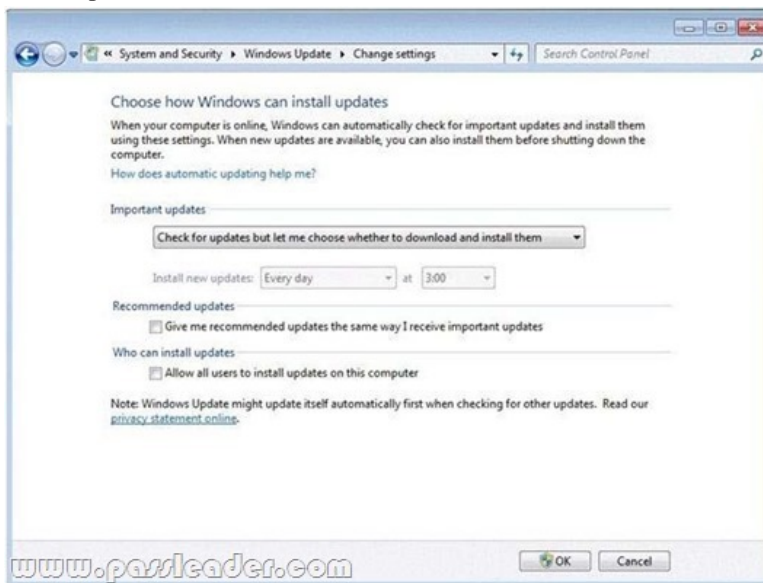 « System and Security ▸ Windows Update ▸ Change settings
Search Control Panel
Choose how Windows can install updates
When your computer is online, Windows can automatically check for important updates and install them
using these settings. When new updates are available, you can also install them before shutting down the
computer.
How does automatic updating help me?
Important updates
Check for updates but let me choose whether to download and install them
Install new updates: Every day at 3:00
Recommended updates
Give me recommended updates the same way I receive important updates
Who can install updates
Allow all users to install updates on this computer
Note: Windows Update might update itself automatically first when checking for other updates. Read our
privacy statement online.
OK Cancel
www.passleader.com